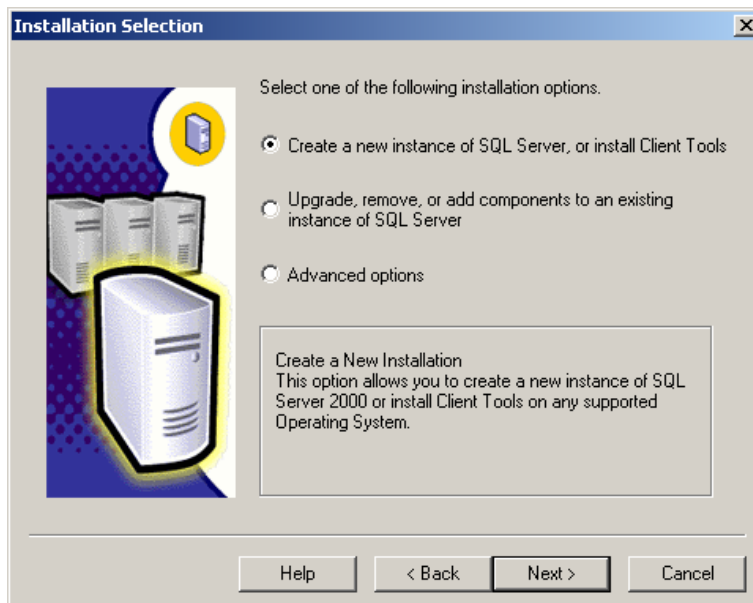 Installation Selection
Select one of the following installation options.
Create a new instance of SQL Server, or install Client Tools
Upgrade, remove, or add components to an existing
instance of SQL Server
Advanced options
Create a New Installation
This option allows you to create a new instance of SQL
Server 2000 or install Client Tools on any supported
Operating System.
Help
< Back
Next >
Cancel